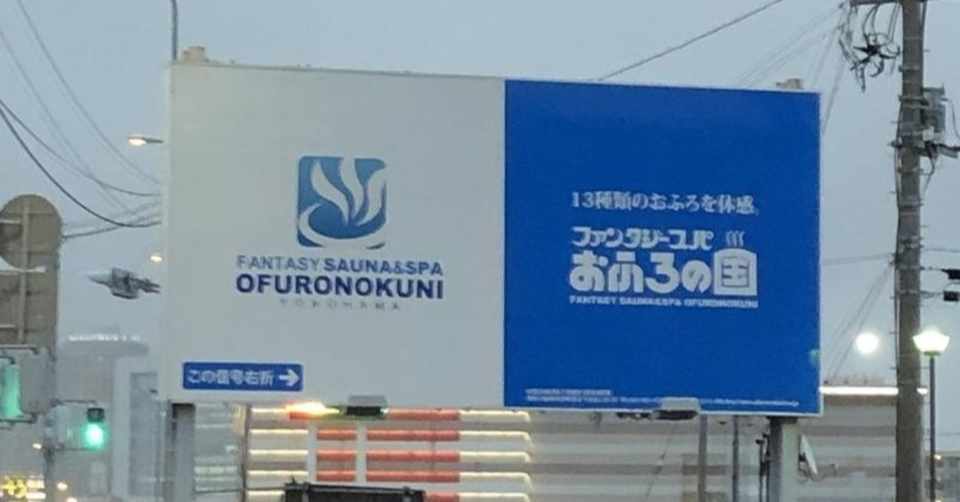 FANTASY SAUNA&SPA
OFURONOKUNI
YOKOHAMA
この信号右折
13種類のおふろを体感。
ファンタジースパ
おふろの国
FANTASY SAUNA&SPA OFURONOKUNI